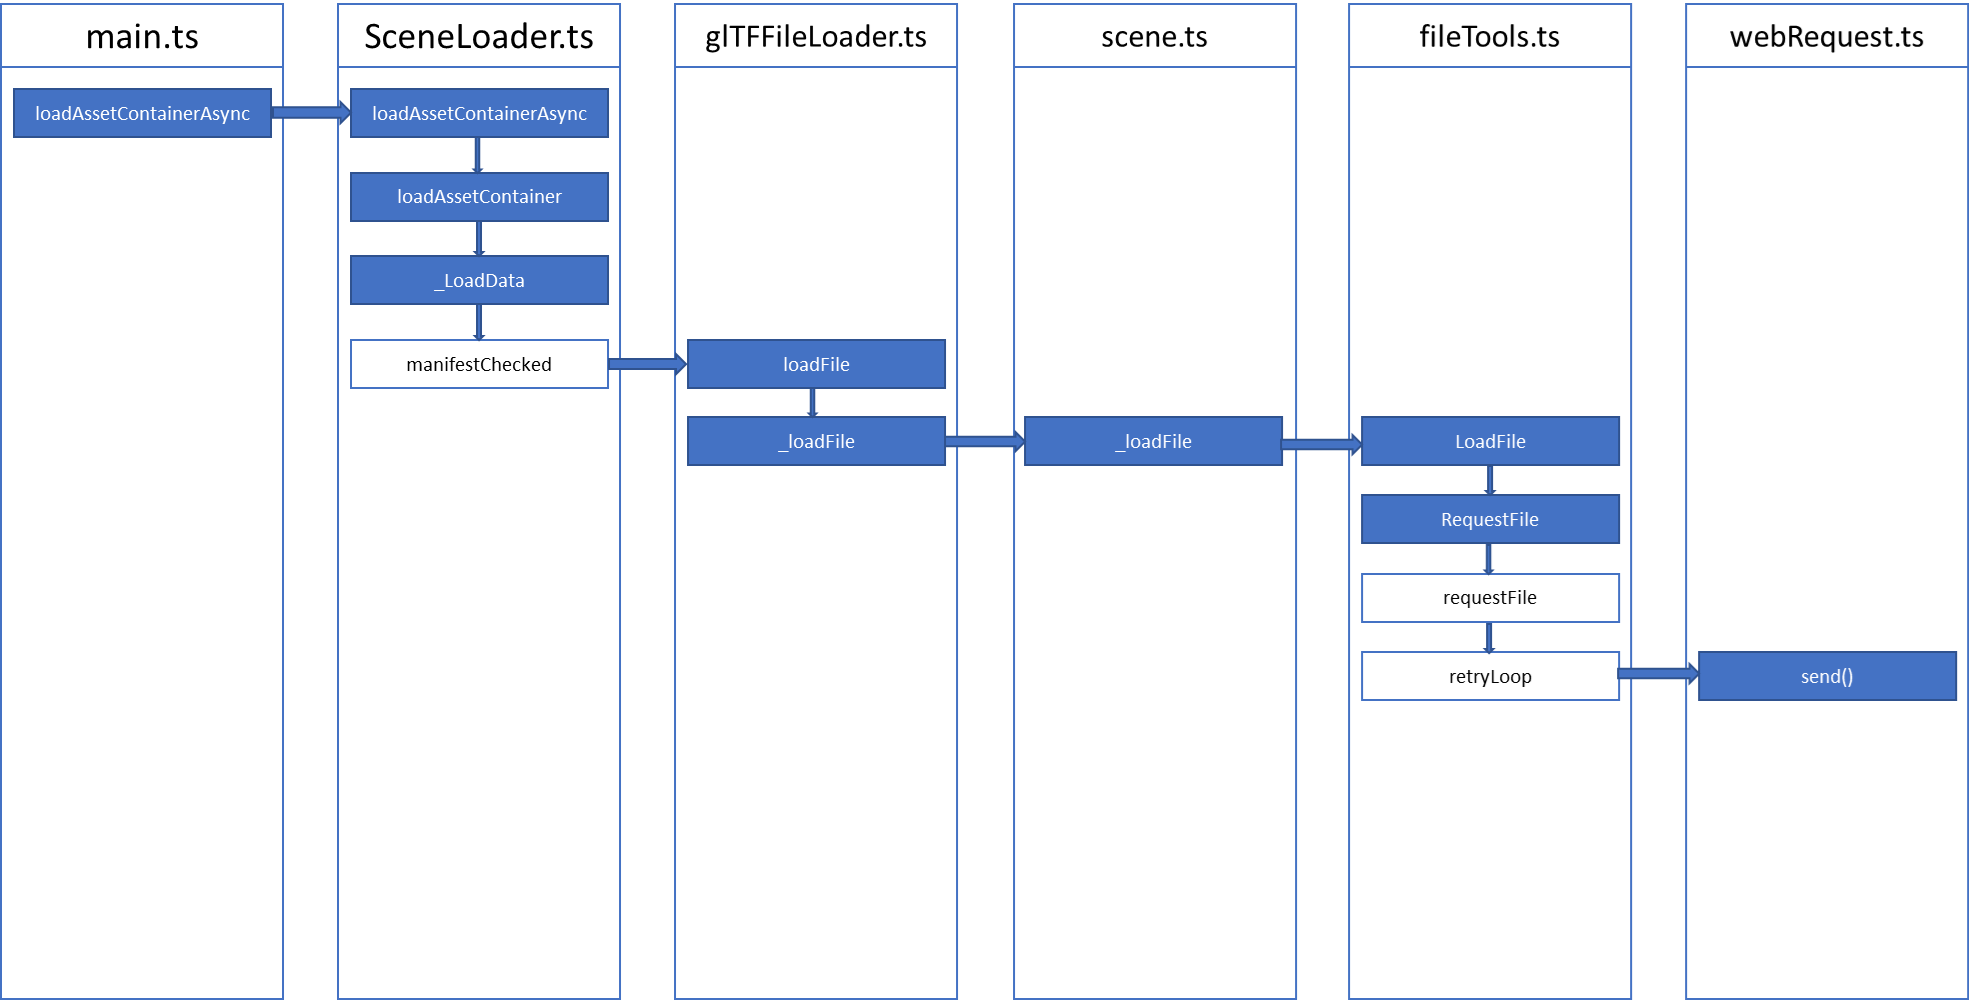 main.ts
SceneLoader.ts
glTFFileLoader.ts
scene.ts
fileTools.ts
webRequest.ts
loadAssetContainerAsync
loadAssetContainerAsync
loadAssetContainer
_LoadData
manifestChecked
loadFile
_loadFile
_loadFile
LoadFile
RequestFile
requestFile
retryLoop
send()